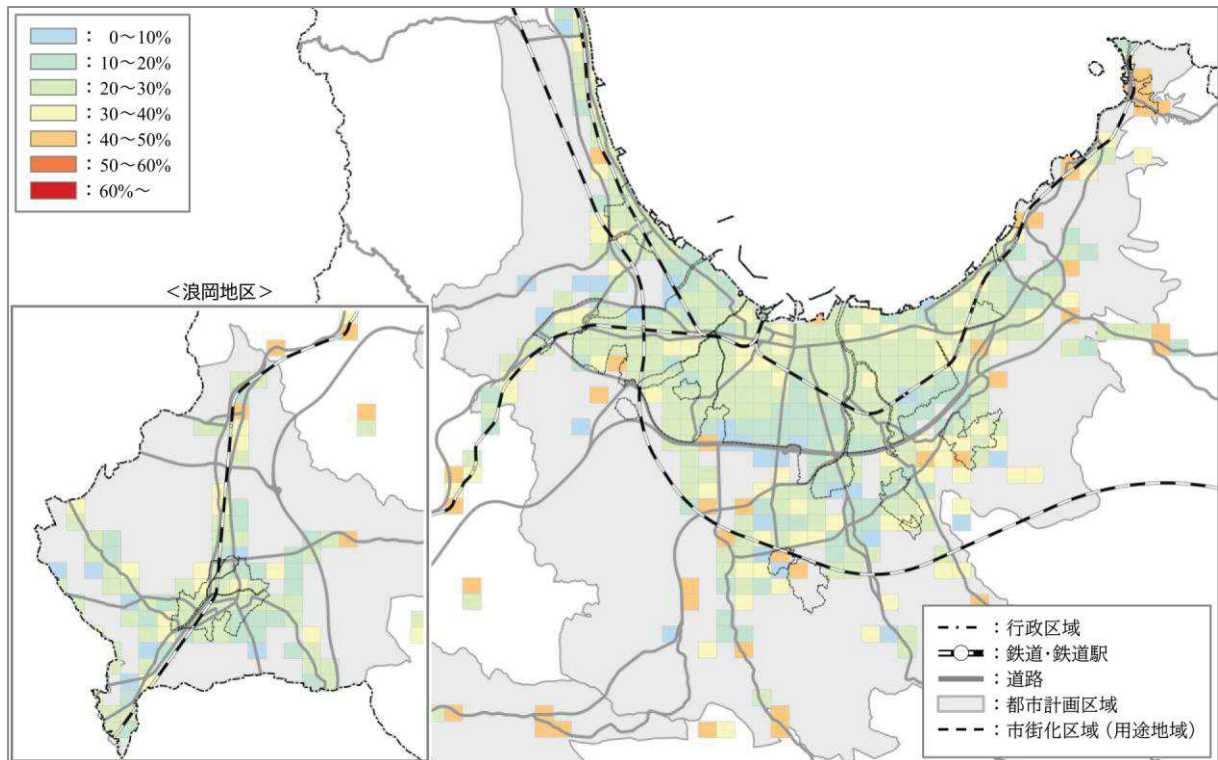 ： 0～10%
： 10～20%
： 20～30%
： 30～40%
： 40～50%
： 50～60%
： 60%～
＜浪岡地区＞
：行政区域
：鉄道・鉄道駅
：道路
：都市計画区域
：市街化区域（用途地域）